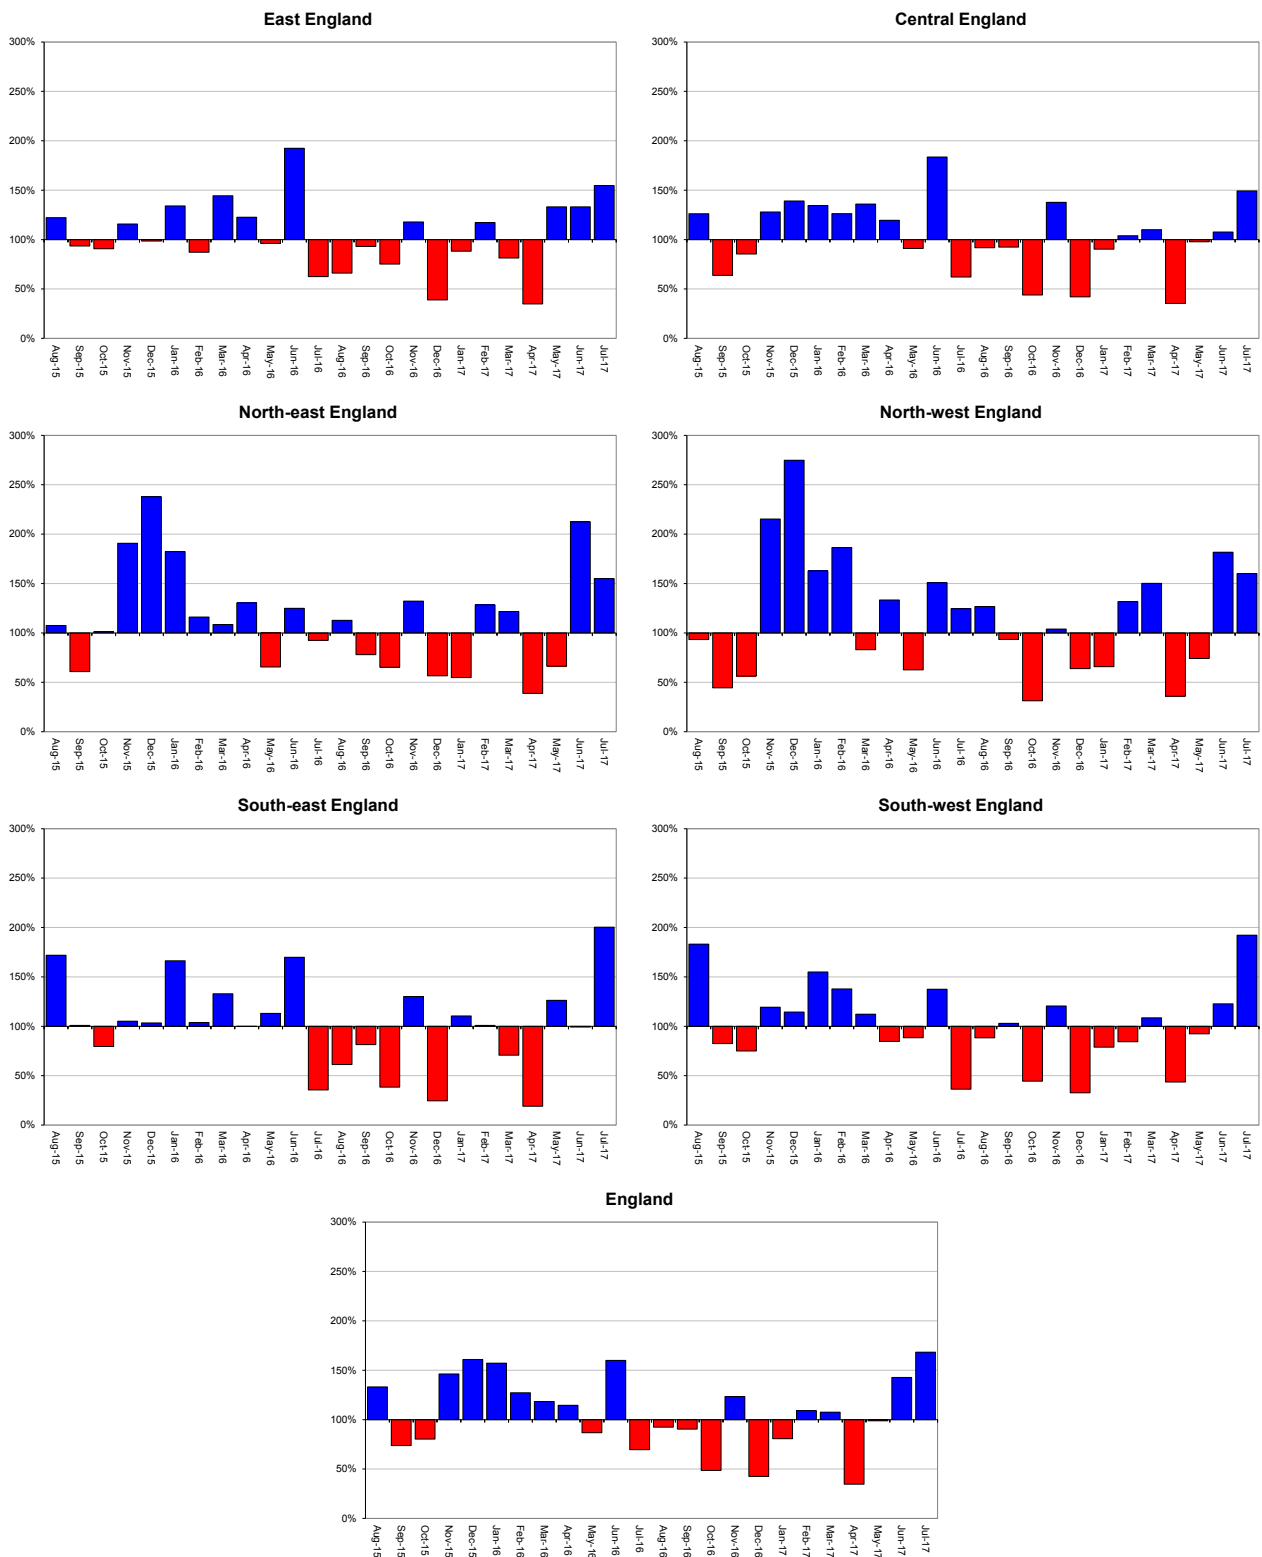 East England
Central England
300%
250%
200%
150%
100%
50%
0%
Aug-15
Sep-15
Oct-15
Nov-15
Dec-15
Jan-16
Feb-16
Mar-16
Apr-16
May-16
Jun-16
Jul-16
Aug-16
Sep-16
Oct-16
Nov-16
Dec-16
Jan-17
Feb-17
Mar-17
Apr-17
May-17
Jun-17
Jul-17
300%
250%
200%
150%
100%
50%
0%
Aug-15
Sep-15
Oct-15
Nov-15
Dec-15
Jan-16
Feb-16
Mar-16
Apr-16
May-16
Jun-16
Jul-16
Aug-16
Sep-16
Oct-16
Nov-16
Dec-16
Jan-17
Feb-17
Mar-17
Apr-17
May-17
Jun-17
Jul-17
North-east England
North-west England
300%
250%
200%
150%
100%
50%
0%
Aug-15
Sep-15
Oct-15
Nov-15
Dec-15
Jan-16
Feb-16
Mar-16
Apr-16
May-16
Jun-16
Jul-16
Aug-16
Sep-16
Oct-16
Nov-16
Dec-16
Jan-17
Feb-17
Mar-17
Apr-17
May-17
Jun-17
Jul-17
300%
250%
200%
150%
100%
50%
0%
Aug-15
Sep-15
Oct-15
Nov-15
Dec-15
Jan-16
Feb-16
Mar-16
Apr-16
May-16
Jun-16
Jul-16
Aug-16
Sep-16
Oct-16
Nov-16
Dec-16
Jan-17
Feb-17
Mar-17
Apr-17
May-17
Jun-17
Jul-17
South-east England
South-west England
300%
250%
200%
150%
100%
50%
0%
Aug-15
Sep-15
Oct-15
Nov-15
Dec-15
Jan-16
Feb-16
Mar-16
Apr-16
May-16
Jun-16
Jul-16
Aug-16
Sep-16
Oct-16
Nov-16
Dec-16
Jan-17
Feb-17
Mar-17
Apr-17
May-17
Jun-17
Jul-17
300%
250%
200%
150%
100%
50%
0%
Aug-15
Sep-15
Oct-15
Nov-15
Dec-15
Jan-16
Feb-16
Mar-16
Apr-16
May-16
Jun-16
Jul-16
Aug-16
Sep-16
Oct-16
Nov-16
Dec-16
Jan-17
Feb-17
Mar-17
Apr-17
May-17
Jun-17
Jul-17
England
300%
250%
200%
150%
100%
50%
0%
Aug-15
Sep-15
Oct-15
Nov-15
Dec-15
Jan-16
Feb-16
Mar-16
Apr-16
May-16
Jun-16
Jul-16
Aug-16
Sep-16
Oct-16
Nov-16
Dec-16
Jan-17
Feb-17
Mar-17
Apr-17
May-17
Jun-17
Jul-17